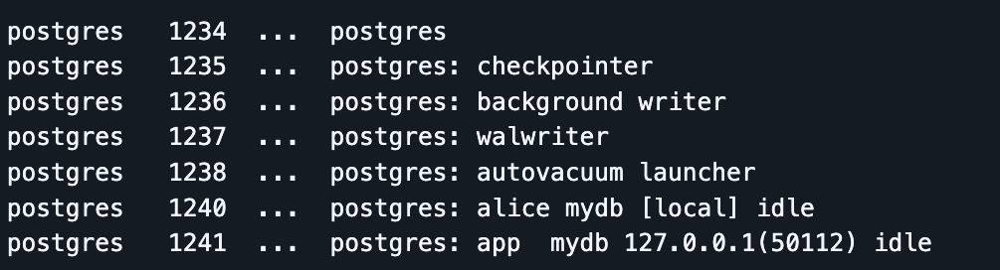 postgres   1234  ...  postgres
postgres   1235  ...  postgres: checkpointer
postgres   1236  ...  postgres: background writer
postgres   1237  ...  postgres: walwriter
postgres   1238  ...  postgres: autovacuum launcher
postgres   1240  ...  postgres: alice mydb [local] idle
postgres   1241  ...  postgres: app  mydb 127.0.0.1(50112) idle